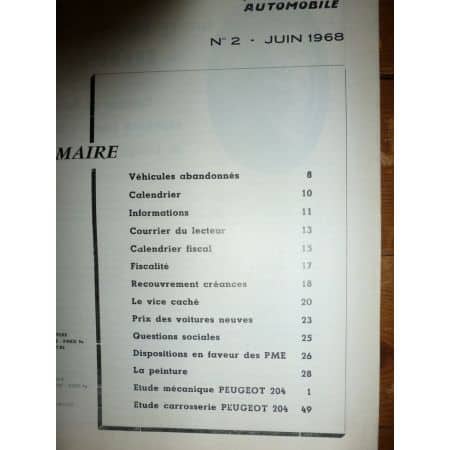 AUTOMOBILE
N° 2 - JUIN 1968
MAIRE
Véhicules abandonnés 8
Calendrier 10
Informations 11
Courrier du lecteur 13
Calendrier fiscal 15
Fiscalité 17
Recouvrement créances 18
Le vice caché 20
Prix des voitures neuves 23
Questions sociales 25
Dispositions en faveur des PME 26
La peinture 28
Etude mécanique PEUGEOT 204 1
Etude carrosserie PEUGEOT 204 49